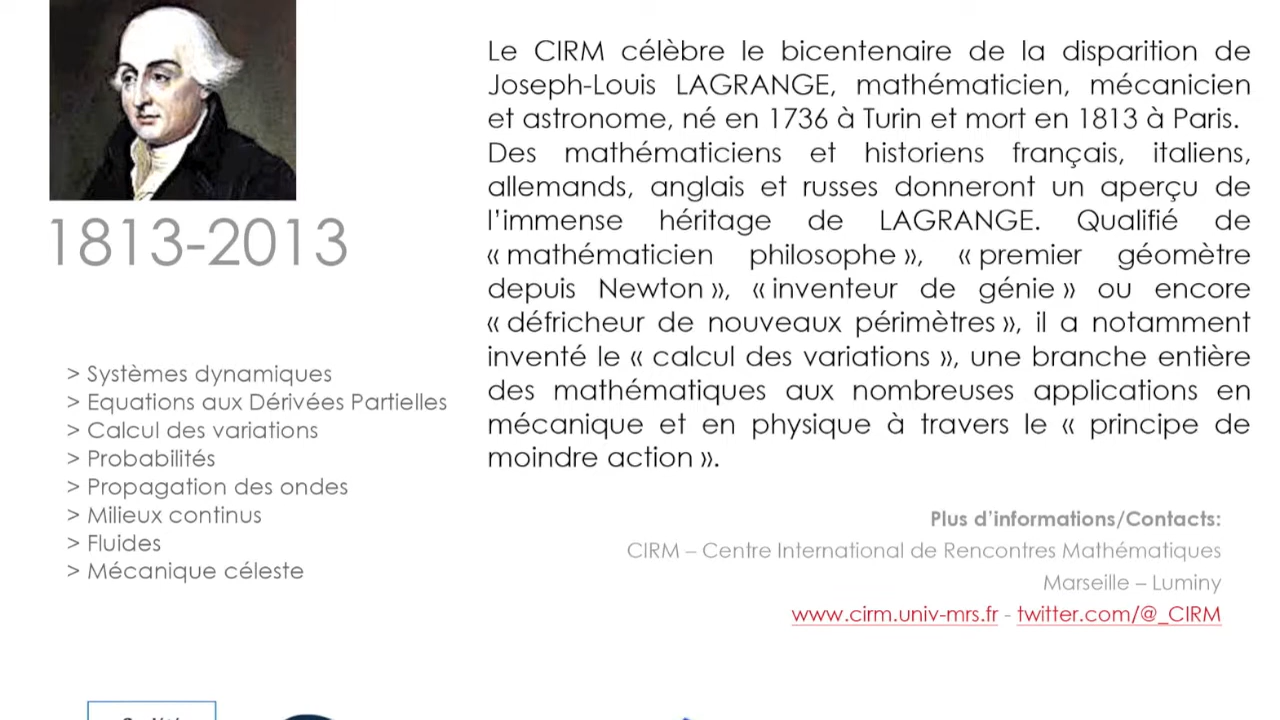 1813-2013
> Systèmes dynamiques
> Equations aux Dérivées Partielles
> Calcul des variations
> Probabilités
> Propagation des ondes
> Milieux continus
> Fluides
> Mécanique céleste
Le CIRM célèbre le bicentenaire de la disparition de
Joseph-Louis LAGRANGE, mathématicien, mécanicien
et astronome, né en 1736 à Turin et mort en 1813 à Paris.
Des mathématiciens et historiens français, italiens,
allemands, anglais et russes donneront un aperçu de
l’immense héritage de LAGRANGE. Qualifié de
« mathématicien philosophe », « premier géomètre
depuis Newton », « inventeur de génie » ou encore
« défricheur de nouveaux périmètres », il a notamment
inventé le « calcul des variations », une branche entière
des mathématiques aux nombreuses applications en
mécanique et en physique à travers le « principe de
moindre action ».
Plus d’informations/Contacts:
CIRM – Centre International de Rencontres Mathématiques
Marseille – Luminy
www.cirm.univ-mrs.fr - twitter.com/@_CIRM